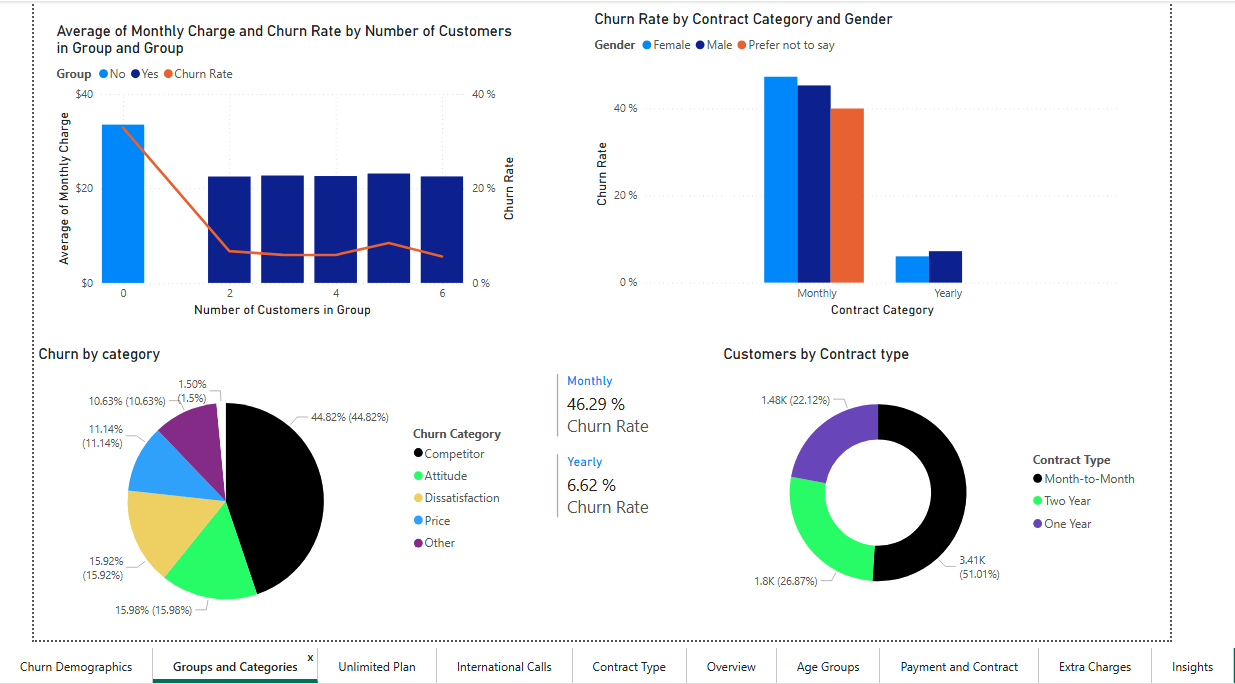 Average of Monthly Charge and Churn Rate by Number of Customers
in Group and Group
Group No Yes Churn Rate
$40
$20
$0
Average of Monthly Charge
40 %
20 %
0 %
Churn Rate
0 2 4 6
Number of Customers in Group
Churn Rate by Contract Category and Gender
Gender Female Male Prefer not to say
40 %
20 %
0 %
Churn Rate
Monthly Yearly
Contract Category
Churn by category
1.50%
(1.5%)
10.63% (10.63%)
11.14%
(11.14%)
15.92%
(15.92%)
15.98% (15.98%)
44.82% (44.82%)
Churn Category
Competitor
Attitude
Dissatisfaction
Price
Other
Monthly
46.29 %
Churn Rate
Yearly
6.62 %
Churn Rate
Customers by Contract type
1.48K (22.12%)
1.8K (26.87%)
3.41K
(51.01%)
Contract Type
Month-to-Month
Two Year
One Year
Churn Demographics Groups and Categories x Unlimited Plan International Calls Contract Type Overview Age Groups Payment and Contract Extra Charges Insights